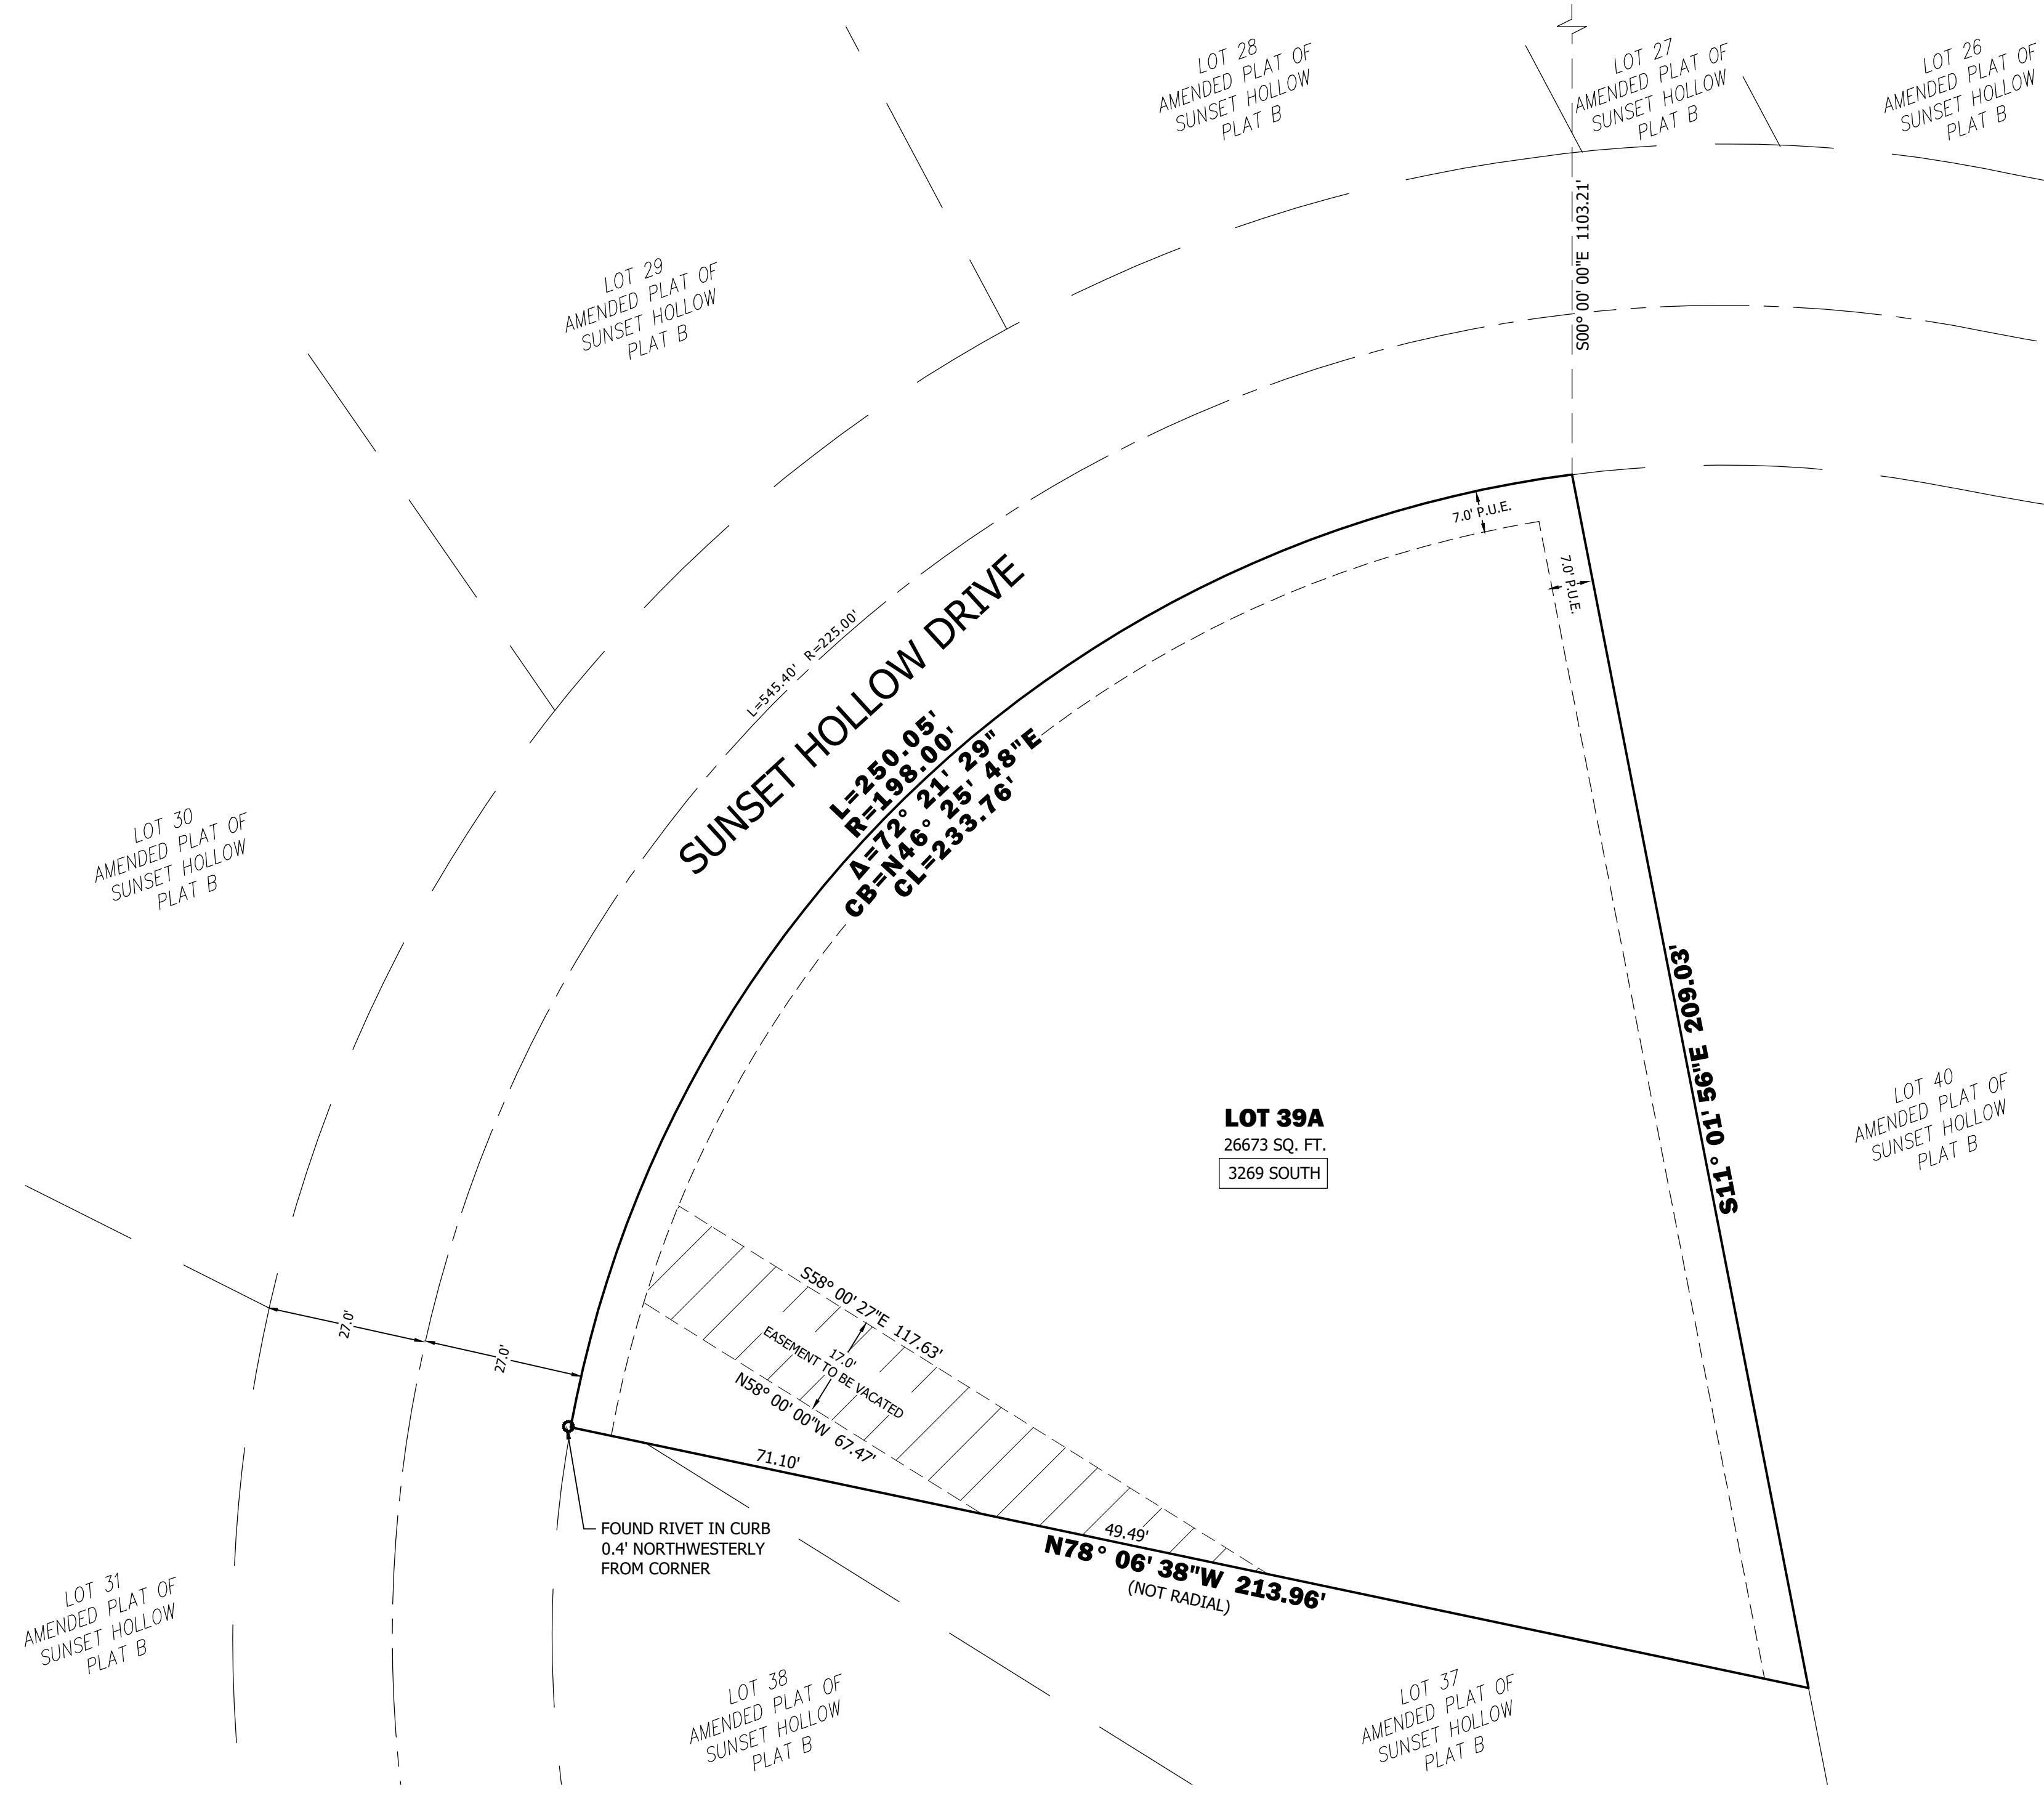 LOT 28
AMENDED PLAT OF
SUNSET HOLLOW
PLAT B
LOT 27
AMENDED PLAT OF
SUNSET HOLLOW
PLAT B
LOT 26
AMENDED PLAT OF
SUNSET HOLLOW
PLAT B
S00° 00' 00"E 1103.21'
LOT 29
AMENDED PLAT OF
SUNSET HOLLOW
PLAT B
7.0' P.U.E.
7.0' P.U.E.
L=545.40' R=225.00'
SUNSET HOLLOW DRIVE
L=250.05'
R=198.00'
Δ=72° 21' 29"
CB=N46° 25' 48"E
CL=233.76'
LOT 30
AMENDED PLAT OF
SUNSET HOLLOW
PLAT B
S11° 01' 56"E 209.03'
LOT 39A
26673 SQ. FT.
3269 SOUTH
LOT 40
AMENDED PLAT OF
SUNSET HOLLOW
PLAT B
27.0'
27.0'
S58° 00' 27"E 117.63'
17.0'
EASEMENT TO BE VACATED
N58° 00' 00"W 67.47'
71.10'
49.49'
N78° 06' 38"W 213.96'
(NOT RADIAL)
FOUND RIVET IN CURB
0.4' NORTHWESTERLY
FROM CORNER
LOT 31
AMENDED PLAT OF
SUNSET HOLLOW
PLAT B
LOT 38
AMENDED PLAT OF
SUNSET HOLLOW
PLAT B
LOT 37
AMENDED PLAT OF
SUNSET HOLLOW
PLAT B